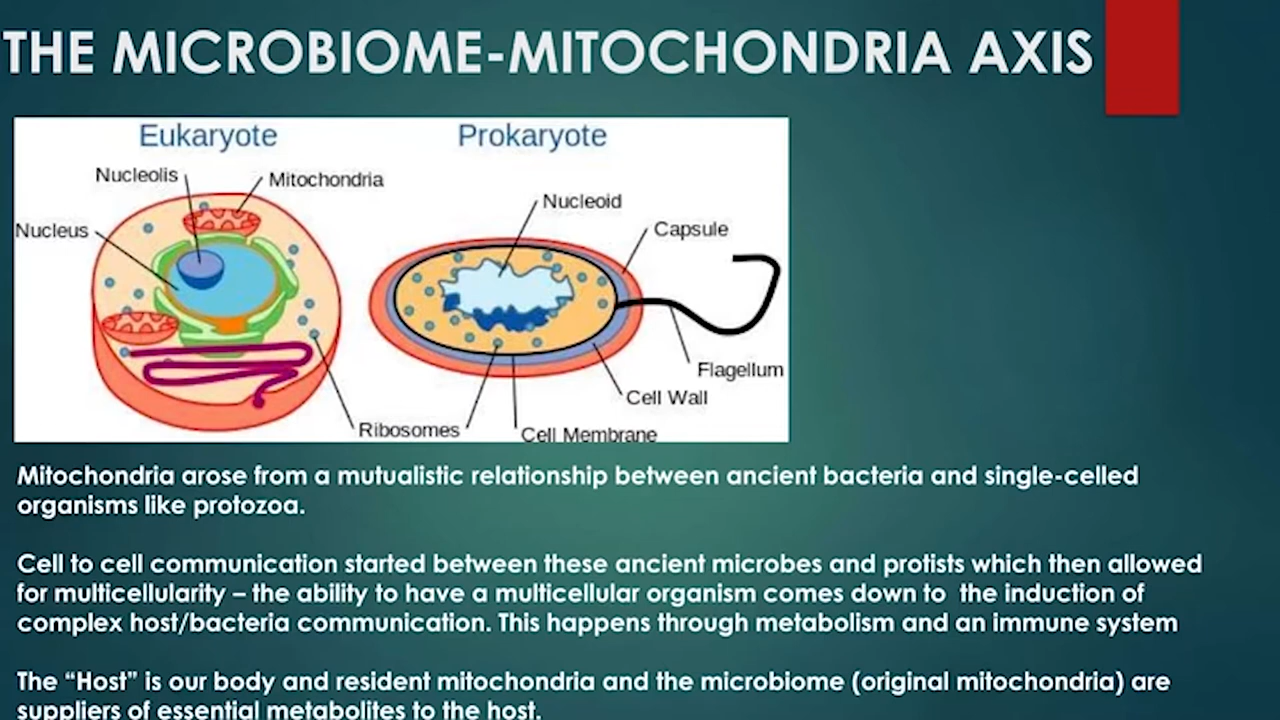 THE MICROBIOME-MITOCHONDRIA AXIS
Eukaryote
Prokaryote
Nucleolis
Mitochondria
Nucleus
Nucleoid
Capsule
Flagellum
Cell Wall
Ribosomes
Cell Membrane
Mitochondria arose from a mutualistic relationship between ancient bacteria and single-celled
organisms like protozoa.
Cell to cell communication started between these ancient microbes and protists which then allowed
for multicellularity – the ability to have a multicellular organism comes down to  the induction of
complex host/bacteria communication. This happens through metabolism and an immune system
The “Host” is our body and resident mitochondria and the microbiome (original mitochondria) are
suppliers of essential metabolites to the host.